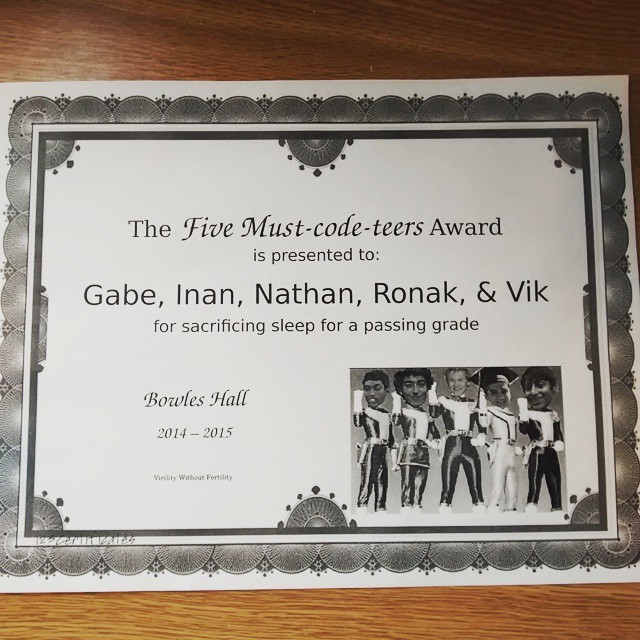 The Five Must-code-teers Award
is presented to:
Gabe, Inan, Nathan, Ronak, & Vik
for sacrificing sleep for a passing grade
Bowles Hall
2014 – 2015
Virility Without Fertility
123Certificates